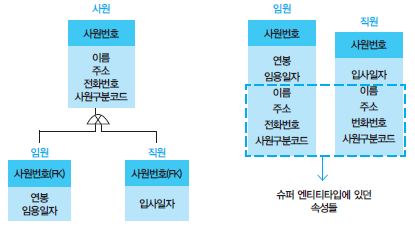 사원
사원번호
이름
주소
전화번호
사원구분코드
임원
사원번호(FK)
연봉
임용일자
직원
사원번호(FK)
입사일자
임원
사원번호
연봉
임용일자
이름
주소
전화번호
사원구분코드
직원
사원번호
입사일자
이름
주소
번화번호
사원구분코드
슈퍼 엔티티타입에 있던
속성들